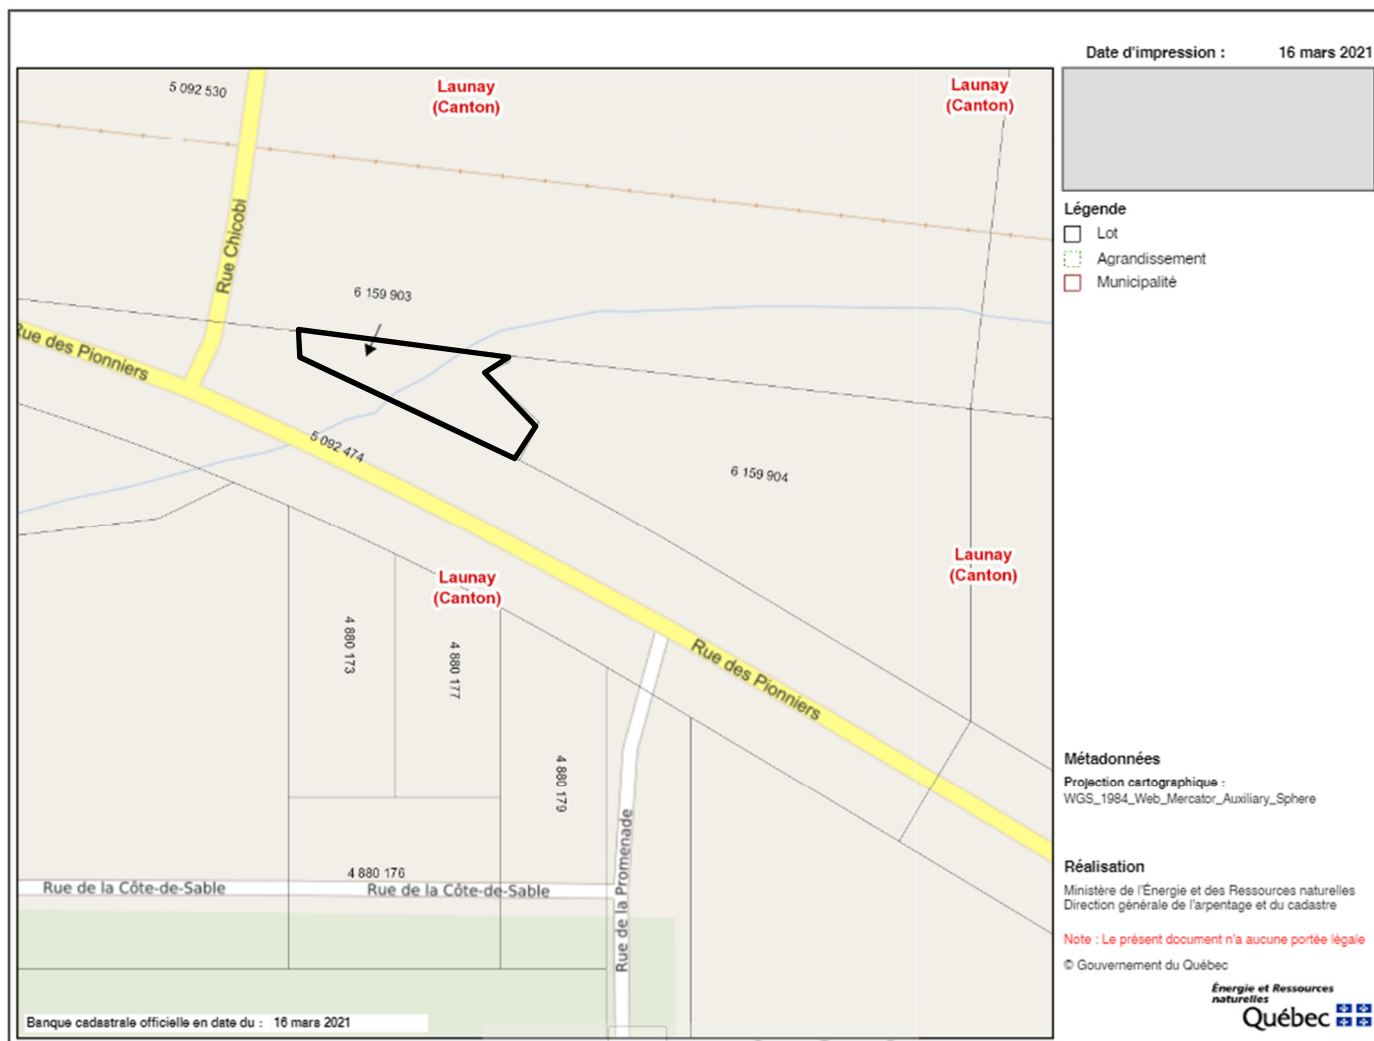 Date d'impression : 16 mars 2021
5 092 530
Launay
(Canton)
Launay
(Canton)
Rue Chicobi
6 159 903
Rue des Pionniers
5 092 474
6 159 904
Launay
(Canton)
Launay
(Canton)
4 880 173
4 880 177
Rue des Pionniers
4 880 179
Rue de la Promenade
4 880 176
Rue de la Côte-de-Sable
Rue de la Côte-de-Sable
Banque cadastrale officielle en date du : 16 mars 2021
Légende
Lot
Agrandissement
Municipalité
Métadonnées
Projection cartographique :
WGS_1984_Web_Mercator_Auxiliary_Sphere
Réalisation
Ministère de l'Énergie et des Ressources naturelles
Direction générale de l'arpentage et du cadastre
Note : Le présent document n'a aucune portée légale
© Gouvernement du Québec
Énergie et Ressources
naturelles
Québec